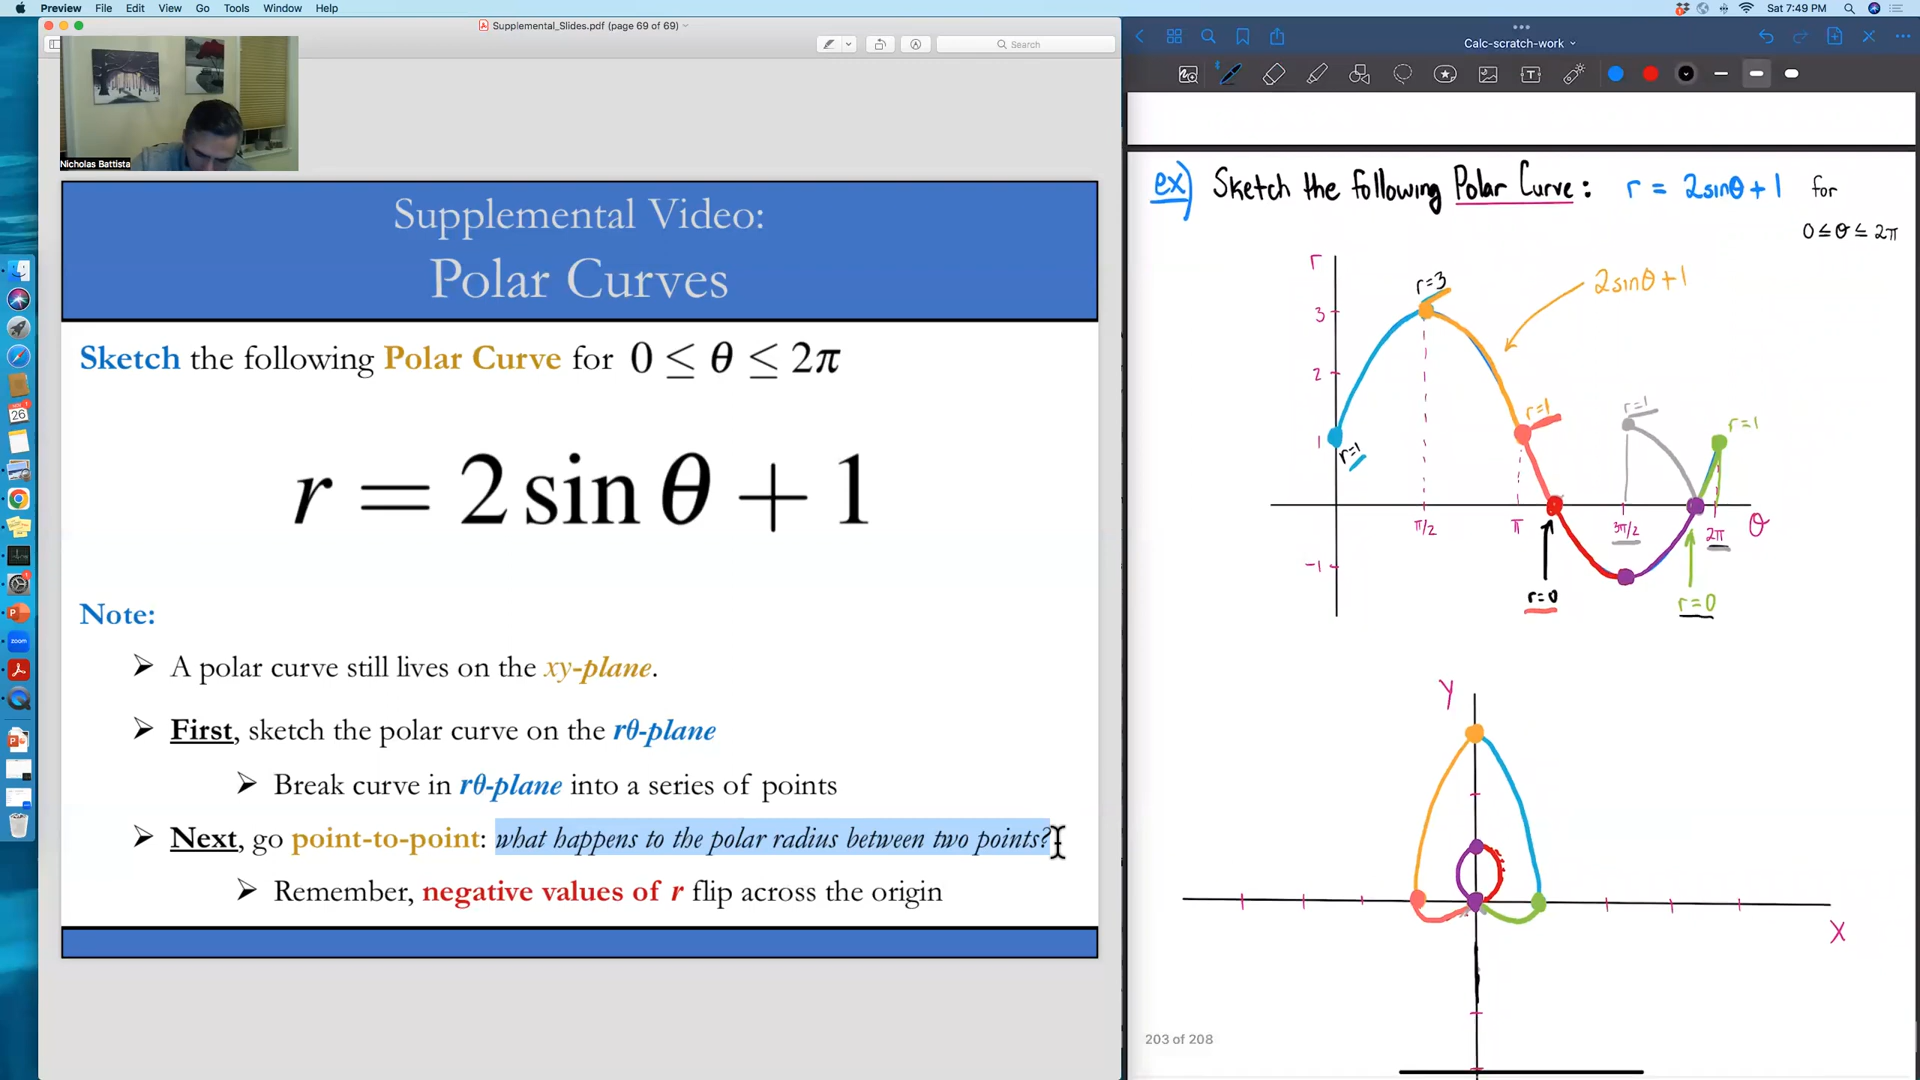 Preview File Edit View Go Tools Window Help
Sat 7:49 PM
Supplemental_Slides.pdf (page 69 of 69)
Search
Nicholas Battista
Supplemental Video:
Polar Curves
Sketch the following Polar Curve for 0 ≤ θ ≤ 2π
r = 2 sin θ + 1
Note:
➢ A polar curve still lives on the xy-plane.
➢ First, sketch the polar curve on the rθ-plane
➢ Break curve in rθ-plane into a series of points
➢ Next, go point-to-point: what happens to the polar radius between two points?
➢ Remember, negative values of r flip across the origin
Calc-scratch-work
ex) Sketch the following Polar Curve: r = 2sinθ+1 for
0≤θ≤2π
r
r=3
2sinθ+1
3
2
r=1
r=1
r=1
1
r=1
π/2
π
3π/2
2π
θ
-1
r=0
r=0
Y
X
203 of 208
26
zoom